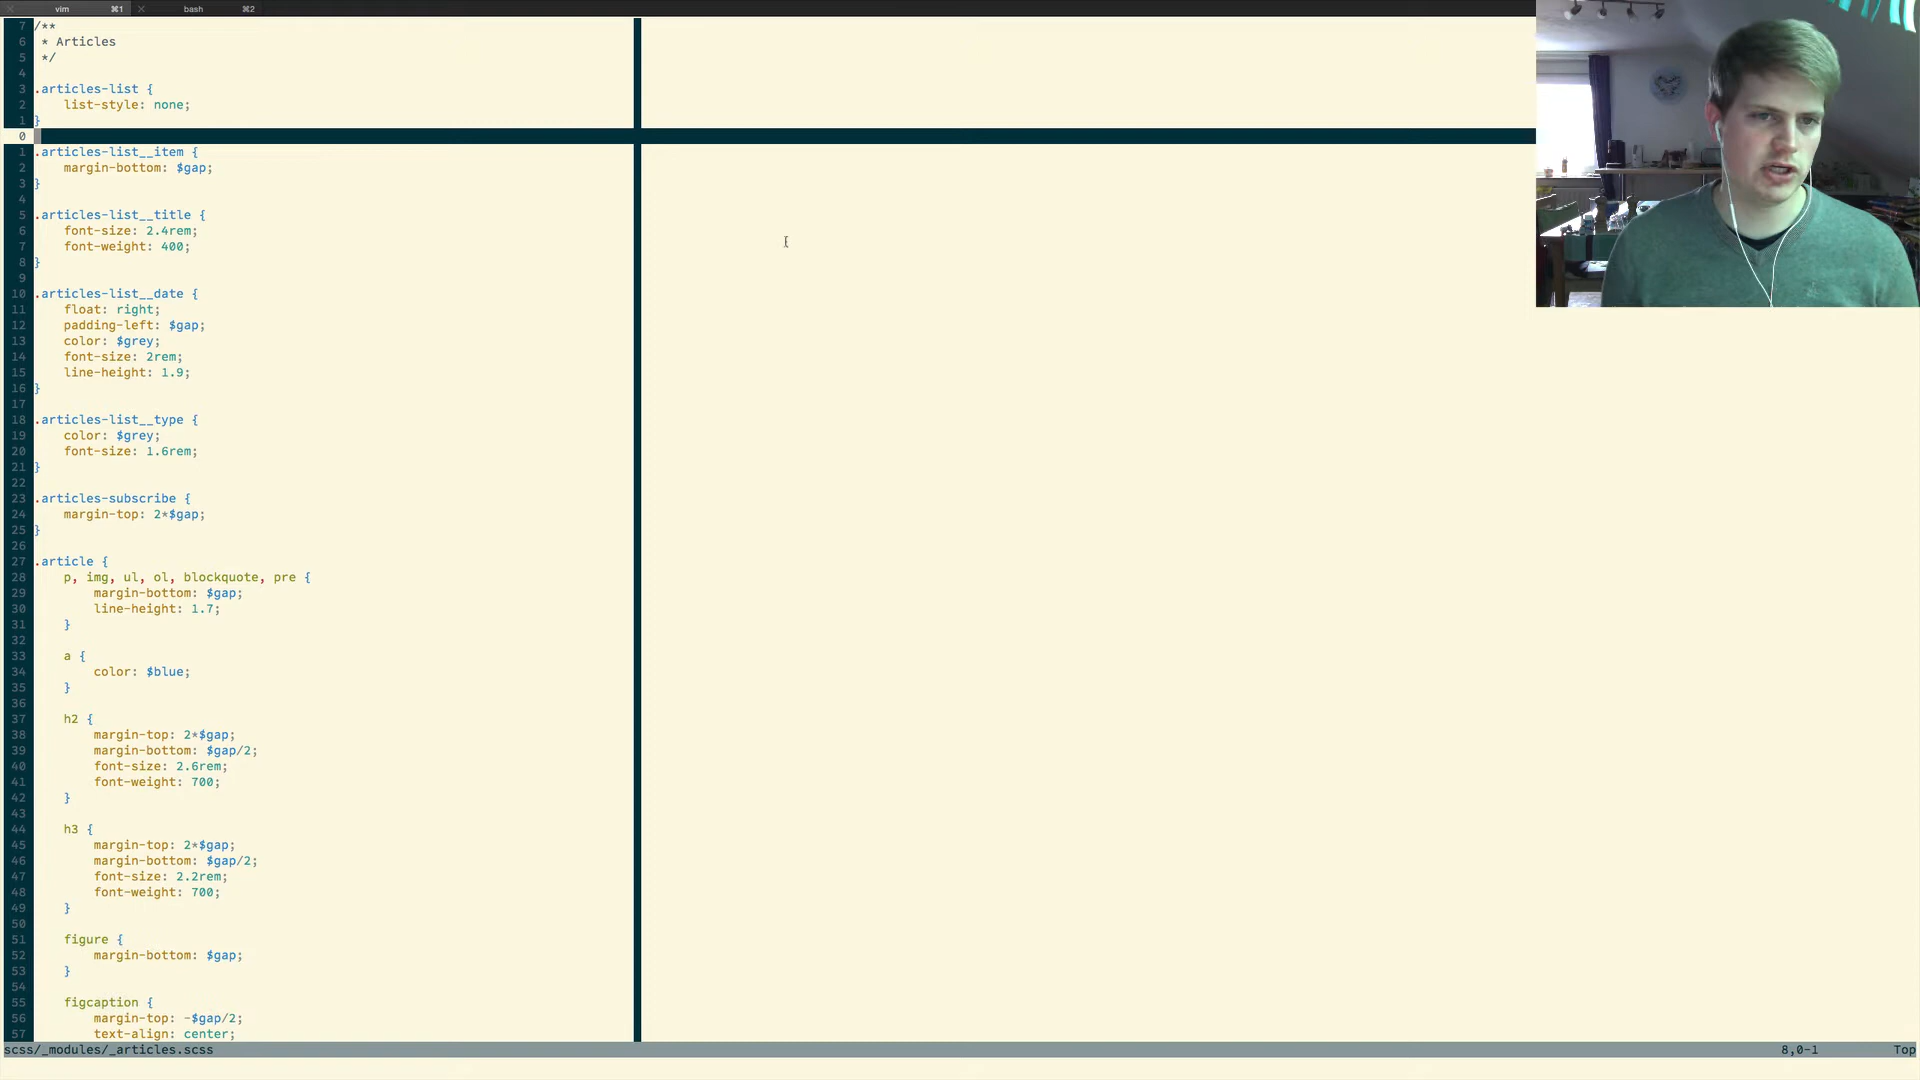 vim ⌘1 bash ⌘2
7 /**
6  * Articles
5  */
4
3 .articles-list {
2     list-style: none;
1 }
0
1 .articles-list__item {
2     margin-bottom: $gap;
3 }
4
5 .articles-list__title {
6     font-size: 2.4rem;
7     font-weight: 400;
8 }
9
10 .articles-list__date {
11     float: right;
12     padding-left: $gap;
13     color: $grey;
14     font-size: 2rem;
15     line-height: 1.9;
16 }
17
18 .articles-list__type {
19     color: $grey;
20     font-size: 1.6rem;
21 }
22
23 .articles-subscribe {
24     margin-top: 2*$gap;
25 }
26
27 .article {
28     p, img, ul, ol, blockquote, pre {
29         margin-bottom: $gap;
30         line-height: 1.7;
31     }
32
33     a {
34         color: $blue;
35     }
36
37     h2 {
38         margin-top: 2*$gap;
39         margin-bottom: $gap/2;
40         font-size: 2.6rem;
41         font-weight: 700;
42     }
43
44     h3 {
45         margin-top: 2*$gap;
46         margin-bottom: $gap/2;
47         font-size: 2.2rem;
48         font-weight: 700;
49     }
50
51     figure {
52         margin-bottom: $gap;
53     }
54
55     figcaption {
56         margin-top: -$gap/2;
57         text-align: center;
scss/_modules/_articles.scss 8,0-1 Top